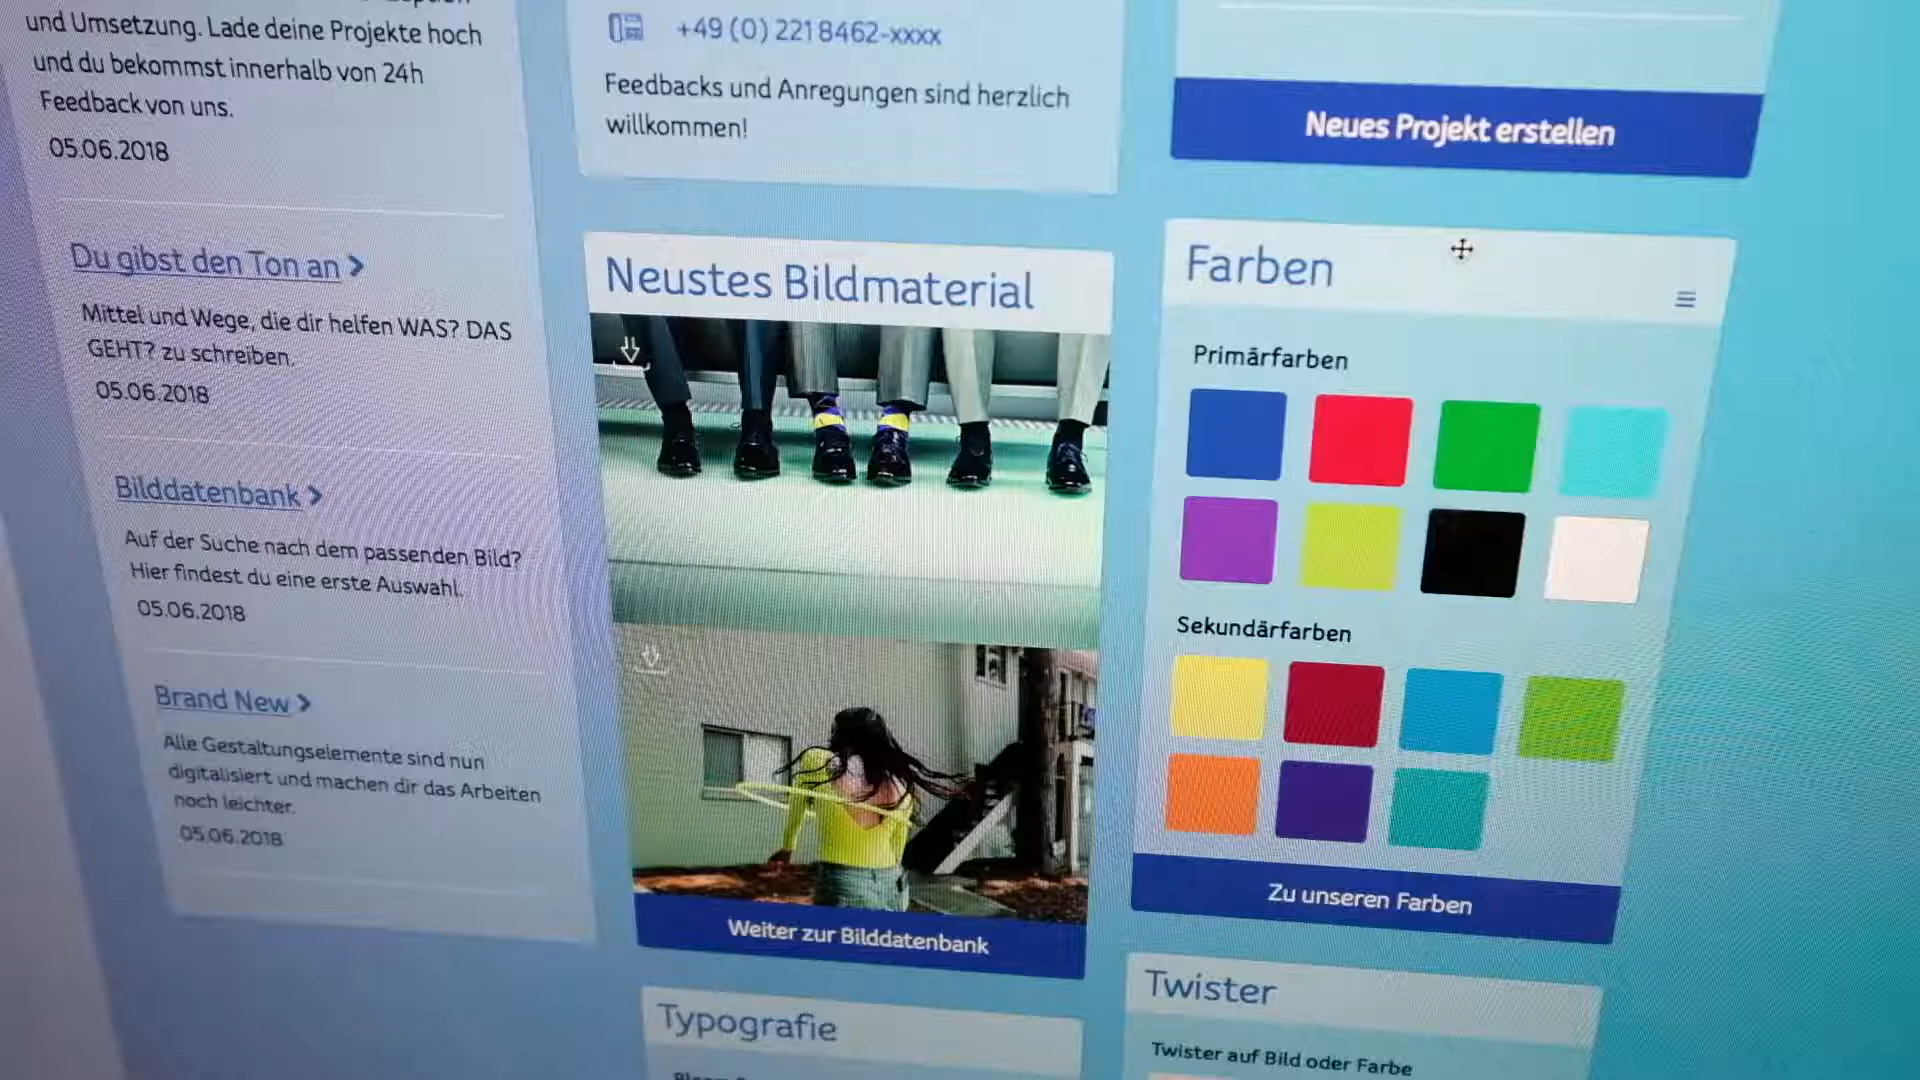 und Umsetzung. Lade deine Projekte hoch
und du bekommst innerhalb von 24h
Feedback von uns.
05.06.2018
Du gibst den Ton an >
Mittel und Wege, die dir helfen WAS? DAS
GEHT? zu schreiben.
05.06.2018
Bilddatenbank >
Auf der Suche nach dem passenden Bild?
Hier findest du eine erste Auswahl.
05.06.2018
Brand New >
Alle Gestaltungselemente sind nun
digitalisiert und machen dir das Arbeiten
noch leichter.
05.06.2018
+49 (0) 221 8462-xxxx
Feedbacks und Anregungen sind herzlich
willkommen!
Neustes Bildmaterial
Weiter zur Bilddatenbank
Typografie
Neues Projekt erstellen
Farben
Primärfarben
Sekundärfarben
Zu unseren Farben
Twister
Twister auf Bild oder Farbe